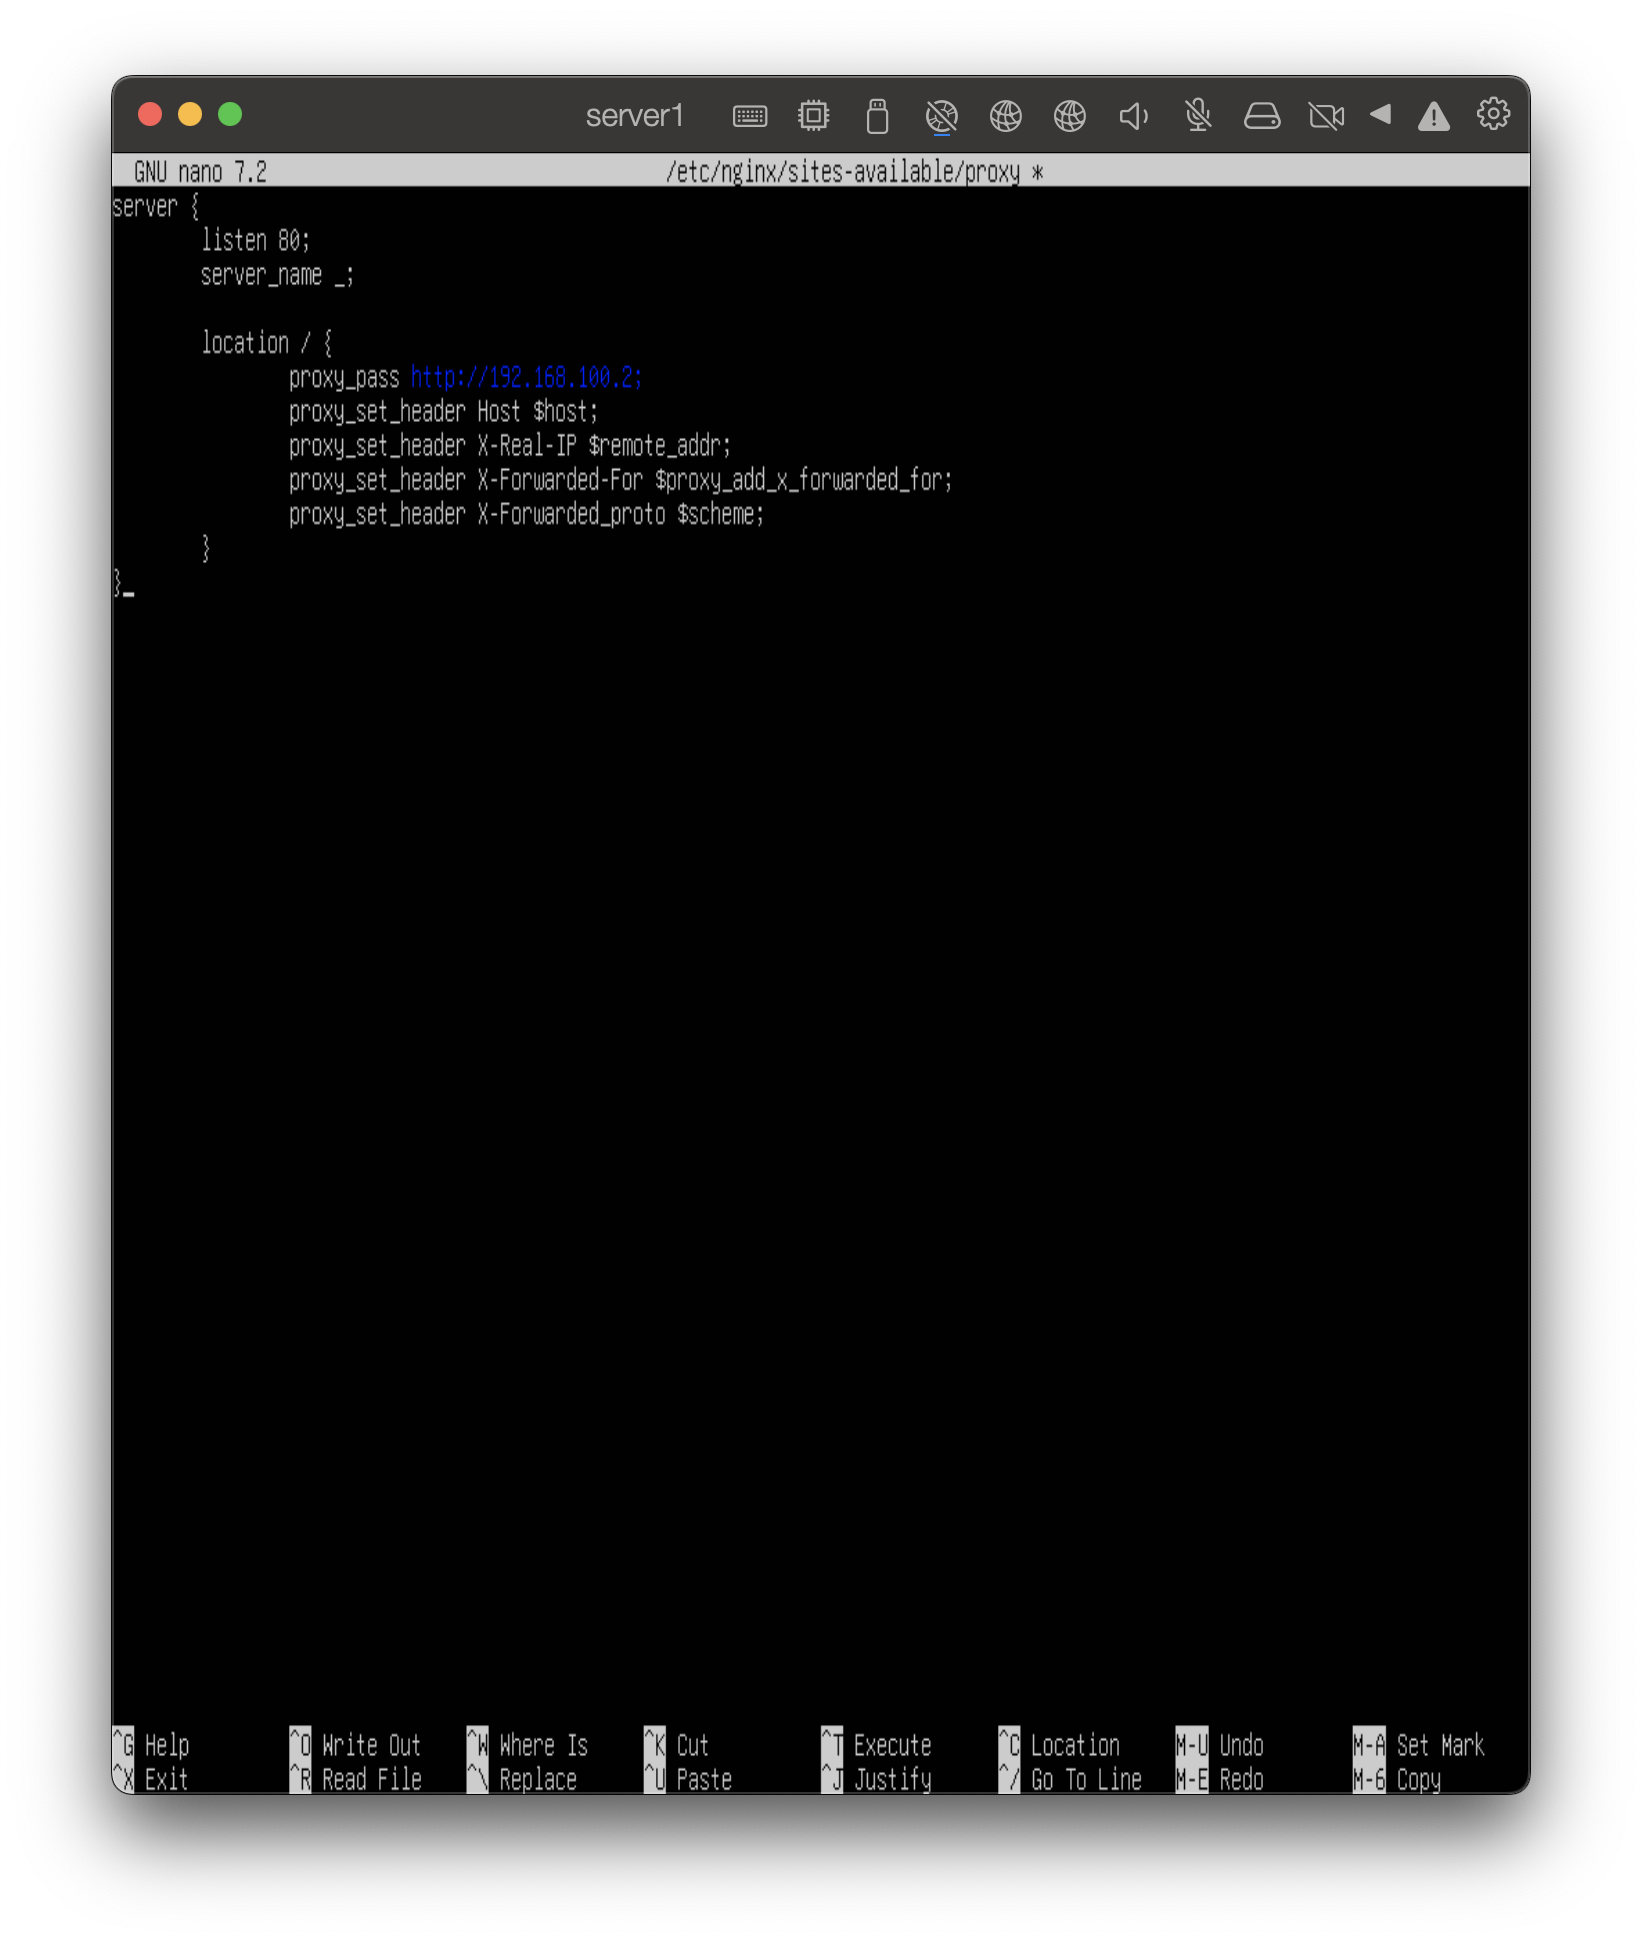 server1
GNU nano 7.2 /etc/nginx/sites-available/proxy *
server {
listen 80;
server_name _;
location / {
proxy_pass http://192.168.100.2;
proxy_set_header Host $host;
proxy_set_header X-Real-IP $remote_addr;
proxy_set_header X-Forwarded-For $proxy_add_x_forwarded_for;
proxy_set_header X-Forwarded_proto $scheme;
}
}
^G Help ^O Write Out ^W Where Is ^K Cut ^T Execute ^C Location M-U Undo M-A Set Mark
^X Exit ^R Read File ^\ Replace ^U Paste ^J Justify ^/ Go To Line M-E Redo M-6 Copy